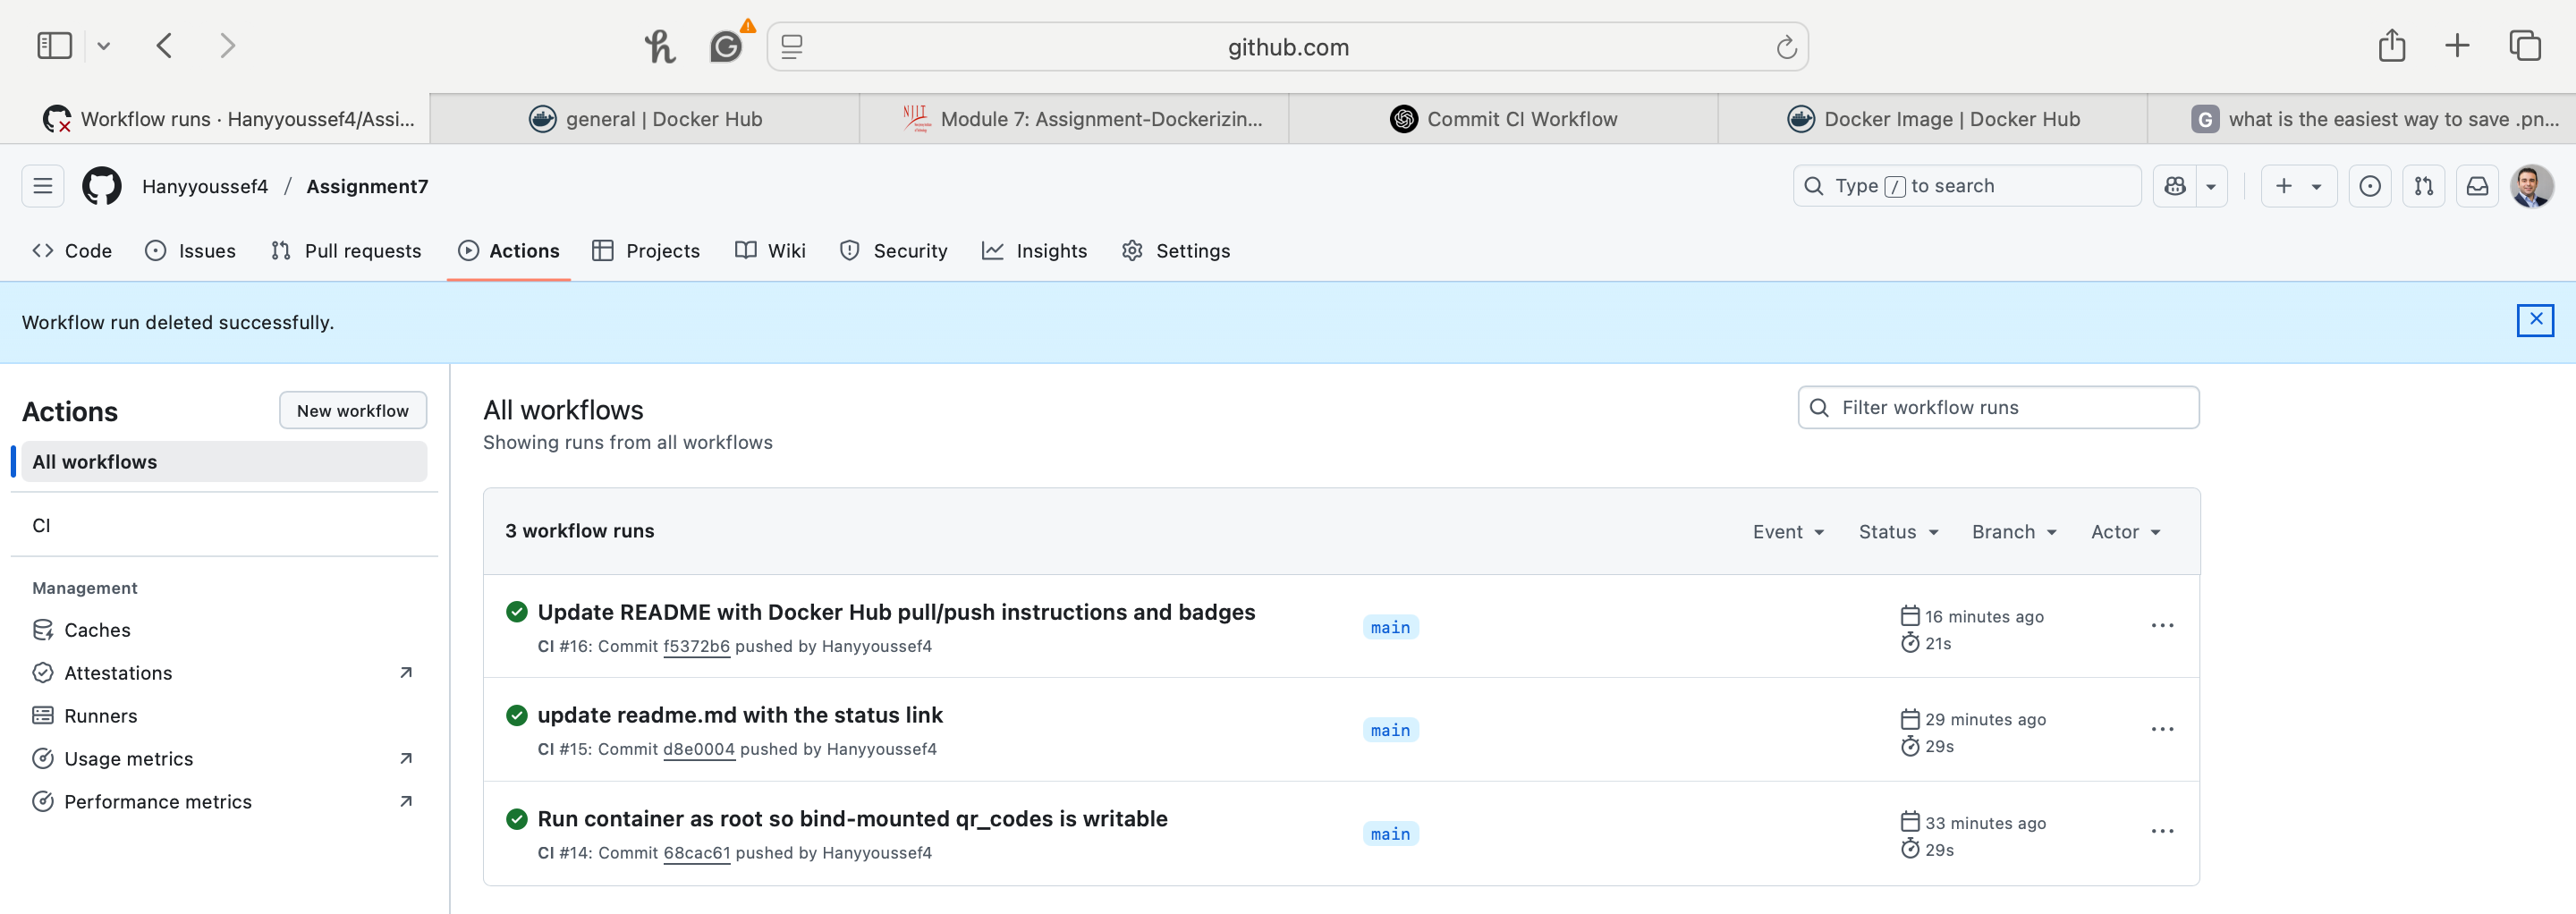 github.com
Workflow runs · Hanyyoussef4/Assi...
general | Docker Hub
NJIT
Module 7: Assignment-Dockerizin...
Commit CI Workflow
Docker Image | Docker Hub
G
what is the easiest way to save .pn...
Hanyyoussef4 / Assignment7
Type / to search
Code
Issues
Pull requests
Actions
Projects
Wiki
Security
Insights
Settings
Workflow run deleted successfully.
Actions
New workflow
All workflows
CI
Management
Caches
Attestations
Runners
Usage metrics
Performance metrics
All workflows
Showing runs from all workflows
Filter workflow runs
3 workflow runs
Event
Status
Branch
Actor
Update README with Docker Hub pull/push instructions and badges
CI #16: Commit f5372b6 pushed by Hanyyoussef4
main
16 minutes ago
21s
update readme.md with the status link
CI #15: Commit d8e0004 pushed by Hanyyoussef4
main
29 minutes ago
29s
Run container as root so bind-mounted qr_codes is writable
CI #14: Commit 68cac61 pushed by Hanyyoussef4
main
33 minutes ago
29s